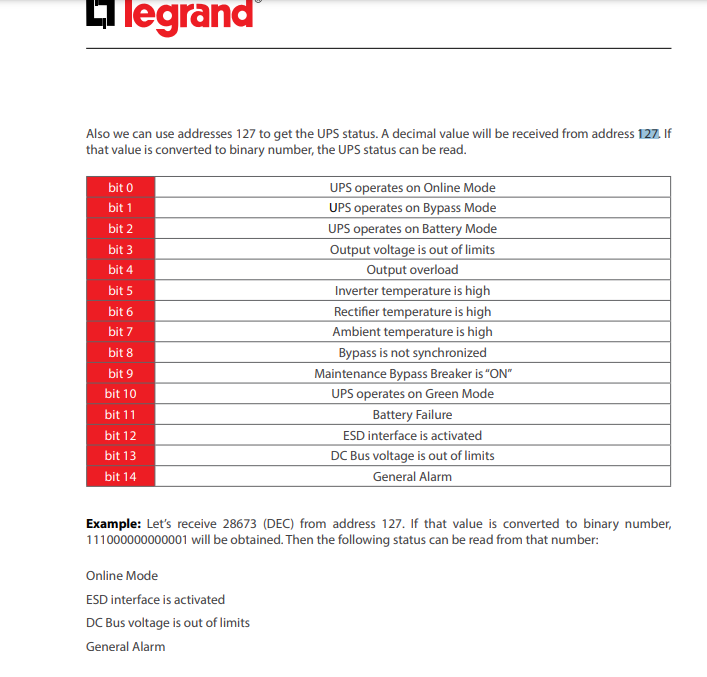 legrand®
Also we can use addresses 127 to get the UPS status. A decimal value will be received from address 127. If
that value is converted to binary number, the UPS status can be read.
bit 0 UPS operates on Online Mode
bit 1 UPS operates on Bypass Mode
bit 2 UPS operates on Battery Mode
bit 3 Output voltage is out of limits
bit 4 Output overload
bit 5 Inverter temperature is high
bit 6 Rectifier temperature is high
bit 7 Ambient temperature is high
bit 8 Bypass is not synchronized
bit 9 Maintenance Bypass Breaker is “ON”
bit 10 UPS operates on Green Mode
bit 11 Battery Failure
bit 12 ESD interface is activated
bit 13 DC Bus voltage is out of limits
bit 14 General Alarm
Example: Let’s receive 28673 (DEC) from address 127. If that value is converted to binary number,
111000000000001 will be obtained. Then the following status can be read from that number:
Online Mode
ESD interface is activated
DC Bus voltage is out of limits
General Alarm